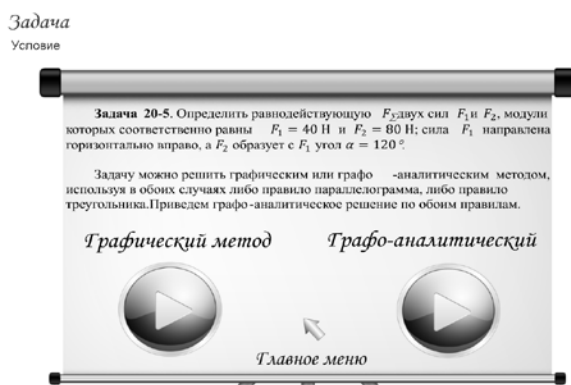 Задача
Условие
Задача 20-5. Определить равнодействующую F_Σдвух сил F₁и F₂, модули
которых соответственно равны F₁ = 40 Н и F₂ = 80 Н; сила F₁ направлена
горизонтально вправо, а F₂ образует с F₁ угол α = 120 °.
Задачу можно решить графическим или графо -аналитическим методом,
используя в обоих случаях либо правило параллелограмма, либо правило
треугольника.Приведем графо-аналитическое решение по обоим правилам.
Графический метод Графо-аналитический
Главное меню